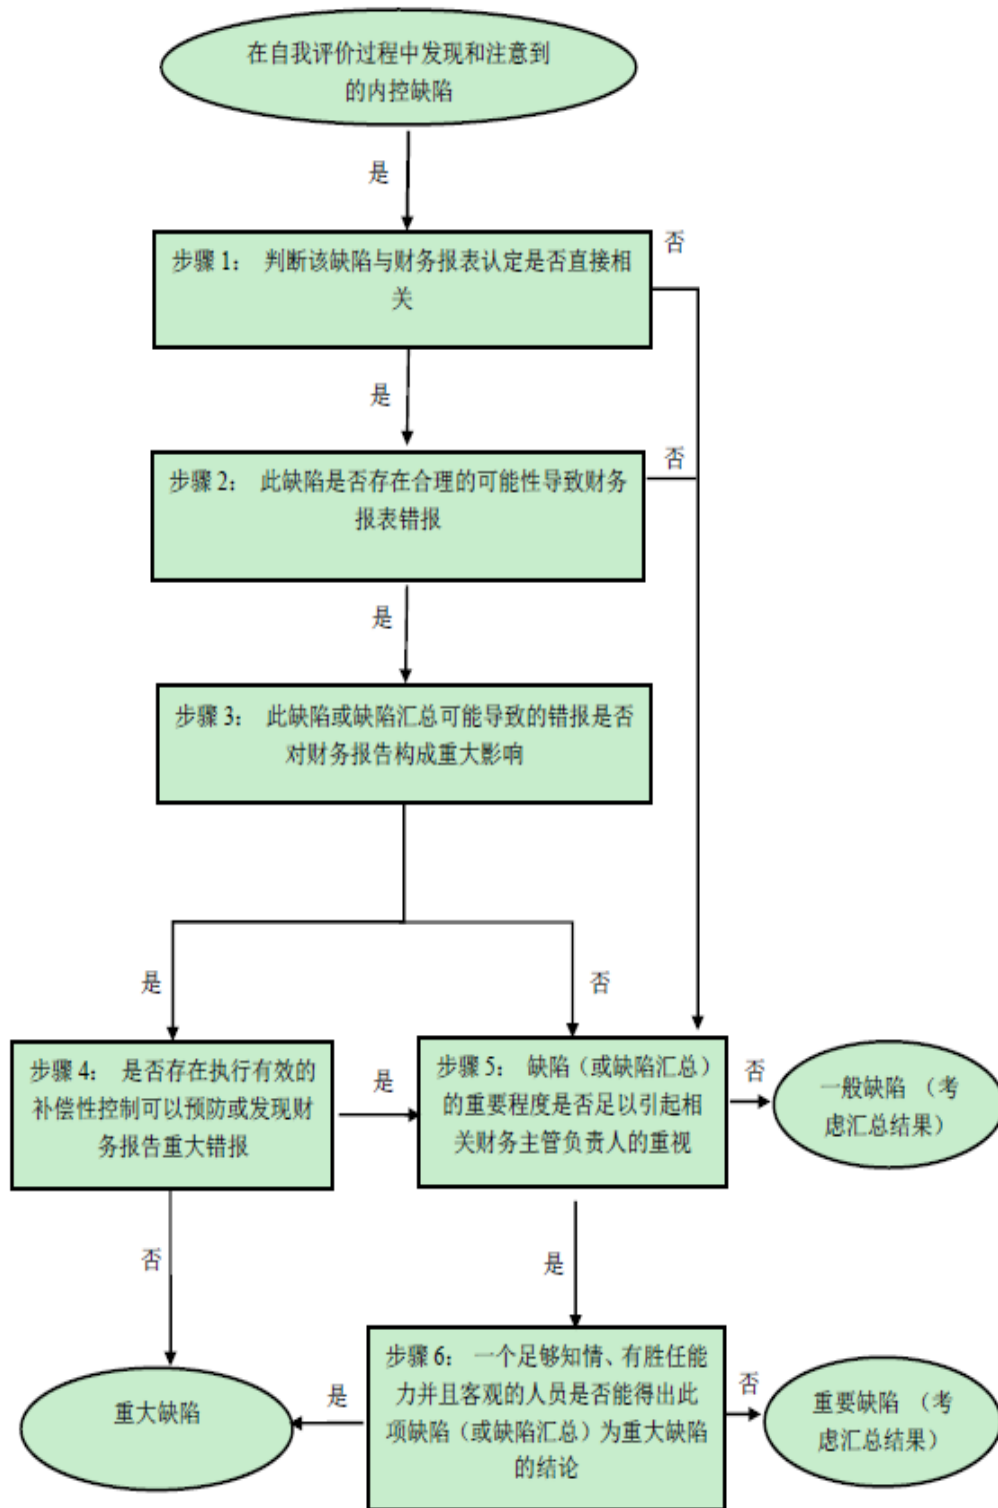 在自我评价过程中发现和注意到
的内控缺陷
是
步骤 1： 判断该缺陷与财务报表认定是否直接相
关
否
是
步骤 2： 此缺陷是否存在合理的可能性导致财务
报表错报
否
是
步骤 3： 此缺陷或缺陷汇总可能导致的错报是否
对财务报告构成重大影响
是
否
步骤 4： 是否存在执行有效的
补偿性控制可以预防或发现财
务报告重大错报
是
步骤 5： 缺陷（或缺陷汇总）
的重要程度是否足以引起相
关财务主管负责人的重视
否
一般缺陷 （考
虑汇总结果）
否
是
重大缺陷
是
步骤 6： 一个足够知情、有胜任能
力并且客观的人员是否能得出此
项缺陷（或缺陷汇总）为重大缺陷
的结论
否
重要缺陷 （考
虑汇总结果）